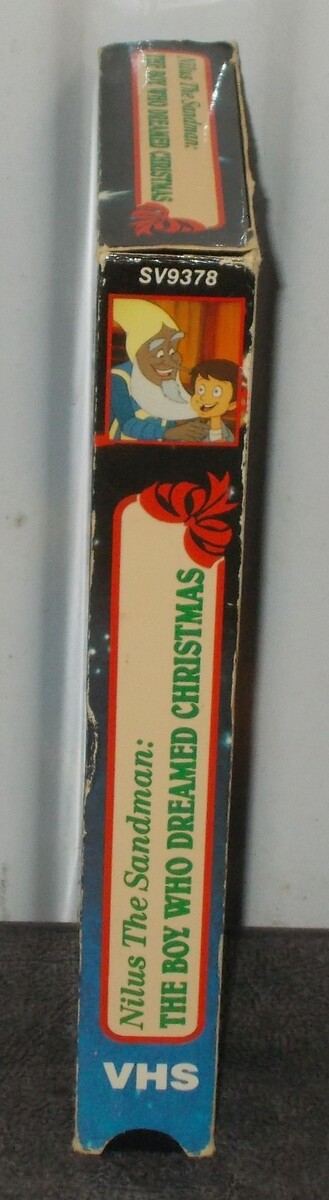 Nilus The Sandman:
THE BOY WHO DREAMED CHRISTMAS
SV9378
Nilus The Sandman:
THE BOY WHO DREAMED CHRISTMAS
VHS